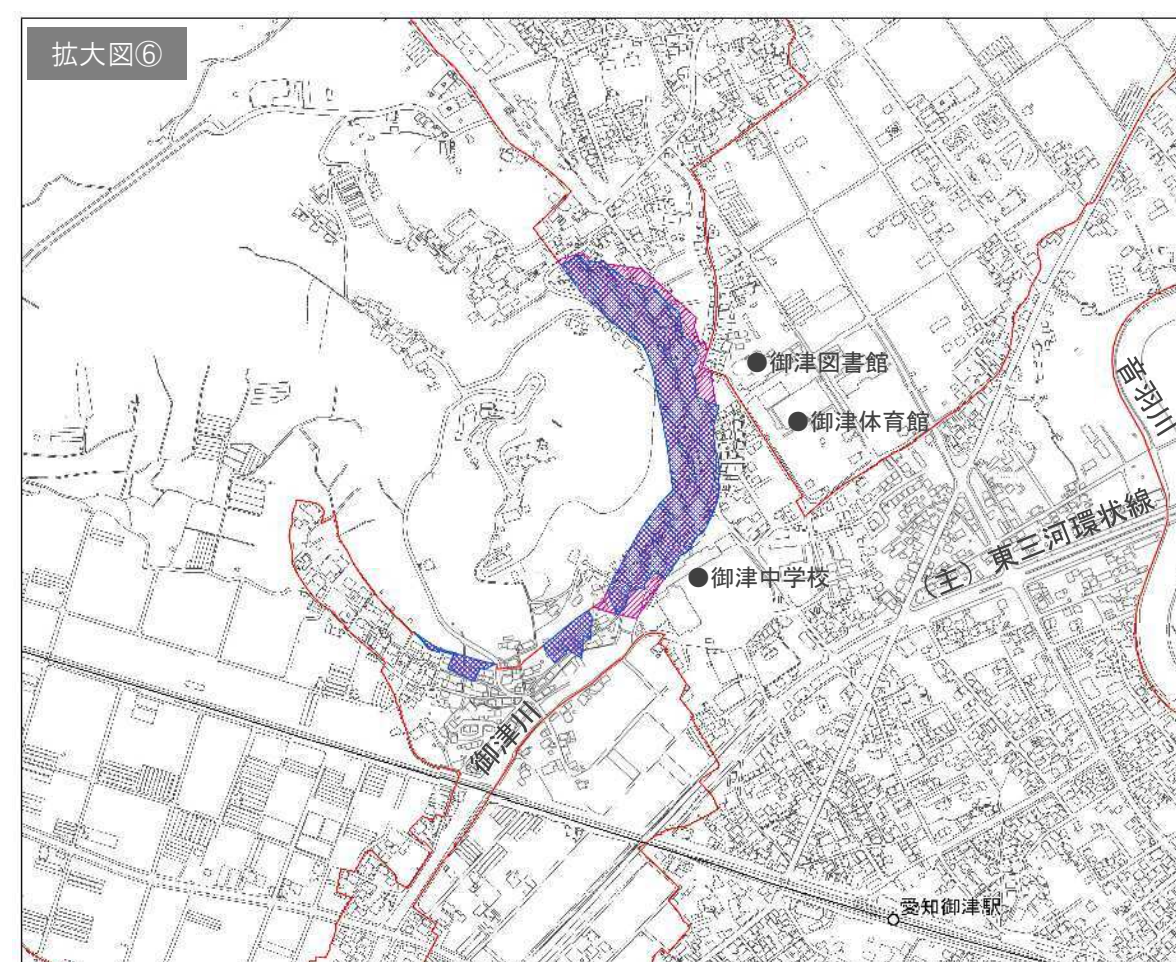 拡大図⑥
●御津図書館
●御津体育館
音羽川
(主) 東三河環状線
●御津中学校
御津川
愛知御津駅